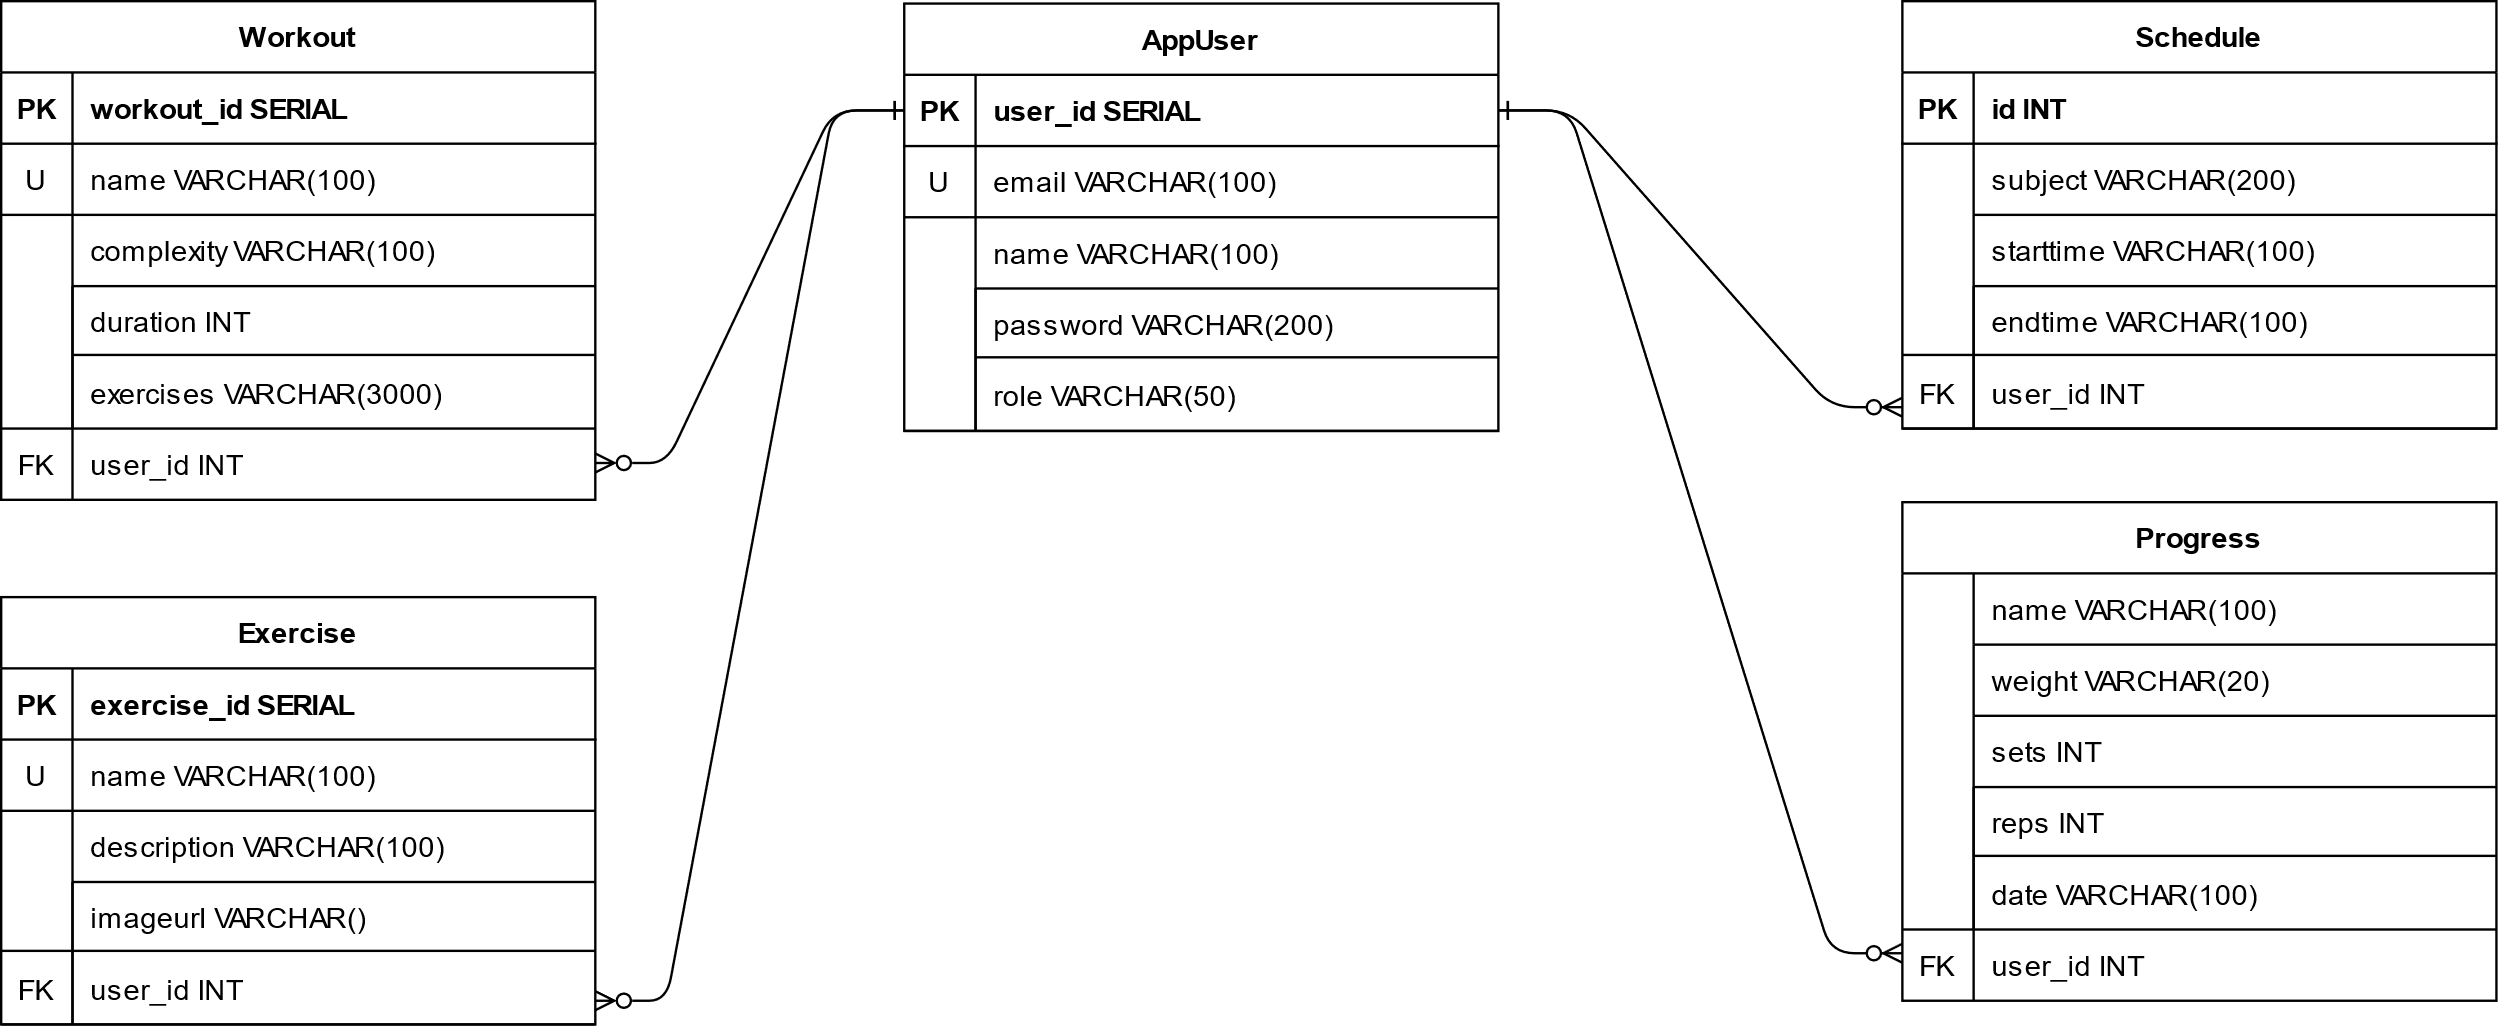 Workout
PK workout_id SERIAL
U name VARCHAR(100)
complexity VARCHAR(100)
duration INT
exercises VARCHAR(3000)
FK user_id INT
Exercise
PK exercise_id SERIAL
U name VARCHAR(100)
description VARCHAR(100)
imageurl VARCHAR()
FK user_id INT
AppUser
PK user_id SERIAL
U email VARCHAR(100)
name VARCHAR(100)
password VARCHAR(200)
role VARCHAR(50)
Schedule
PK id INT
subject VARCHAR(200)
starttime VARCHAR(100)
endtime VARCHAR(100)
FK user_id INT
Progress
name VARCHAR(100)
weight VARCHAR(20)
sets INT
reps INT
date VARCHAR(100)
FK user_id INT